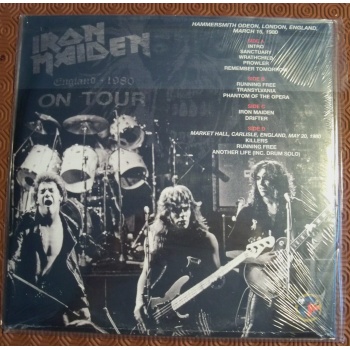 IRON
MAIDEN
England - 1980
ON TOUR
HAMMERSMITH ODEON, LONDON, ENGLAND,
MARCH 15, 1980
SIDE A
INTRO
SANCTUARY
WRATHCHILD
PROWLER
REMEMBER TOMORROW
SIDE B
RUNNING FREE
TRANSYLVANIA
PHANTOM OF THE OPERA
SIDE C
IRON MAIDEN
DRIFTER
SIDE D
MARKET HALL, CARLISLE, ENGLAND, MAY 20, 1980
KILLERS
RUNNING FREE
ANOTHER LIFE (INC. DRUM SOLO)